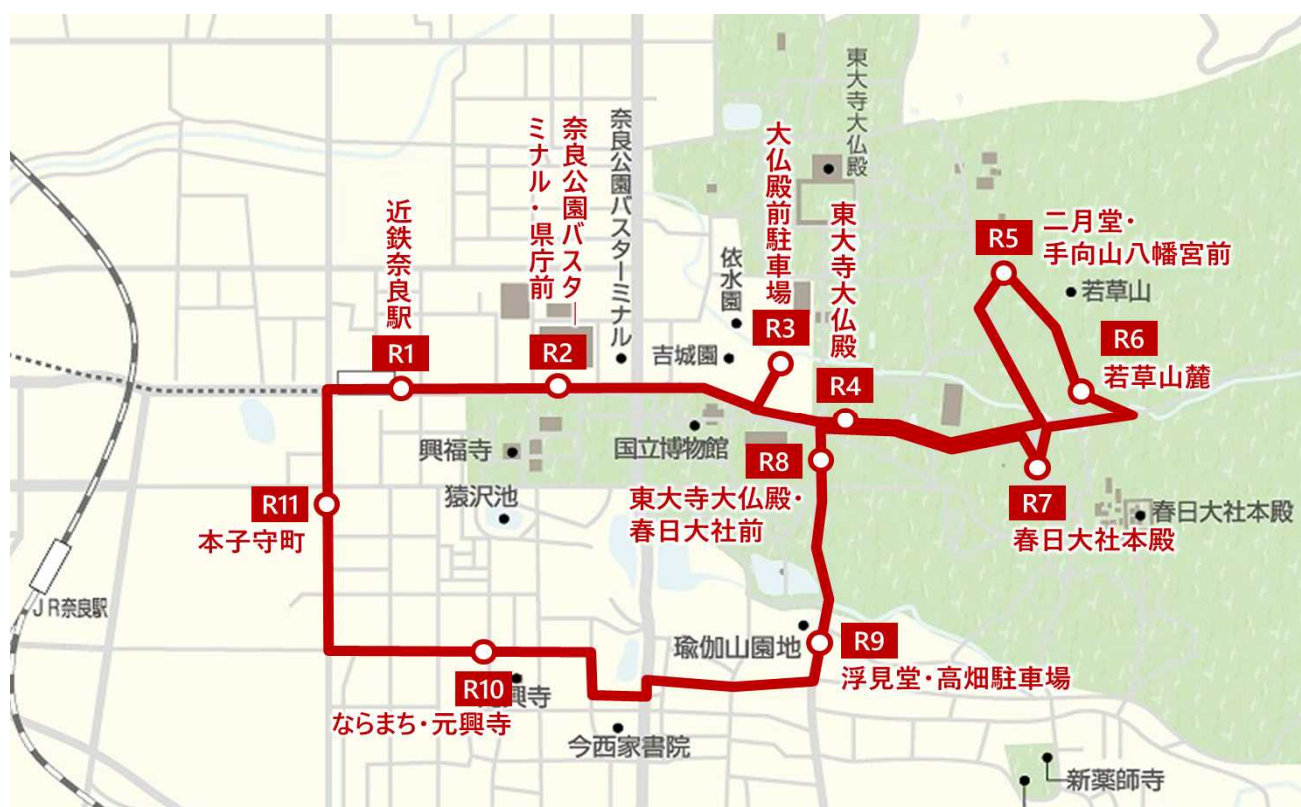 東大寺大仏殿
奈良公園バスターミナル
奈良公園バスター
ミナル・県庁前
R2
近鉄奈良駅
R1
大仏殿前駐車場
R3
依水園
吉城園
東大寺大仏殿
R4
R5
二月堂・
手向山八幡宮前
若草山
R6
若草山麓
興福寺
国立博物館
R8
東大寺大仏殿・
春日大社前
R7
春日大社本殿
春日大社本殿
猿沢池
R11
本子守町
JR奈良駅
瑜伽山園地
R9
浮見堂・高畑駐車場
R10
興寺
ならまち・元興寺
今西家書院
新薬師寺